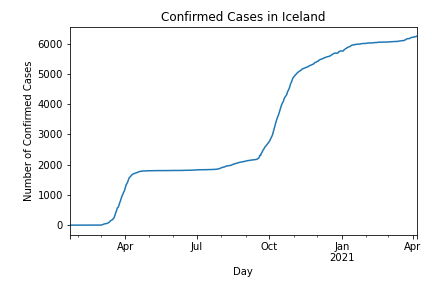 Confirmed Cases in Iceland
Number of Confirmed Cases
6000
5000
4000
3000
2000
1000
0
Apr
Jul
Oct
Jan
2021
Apr
Day